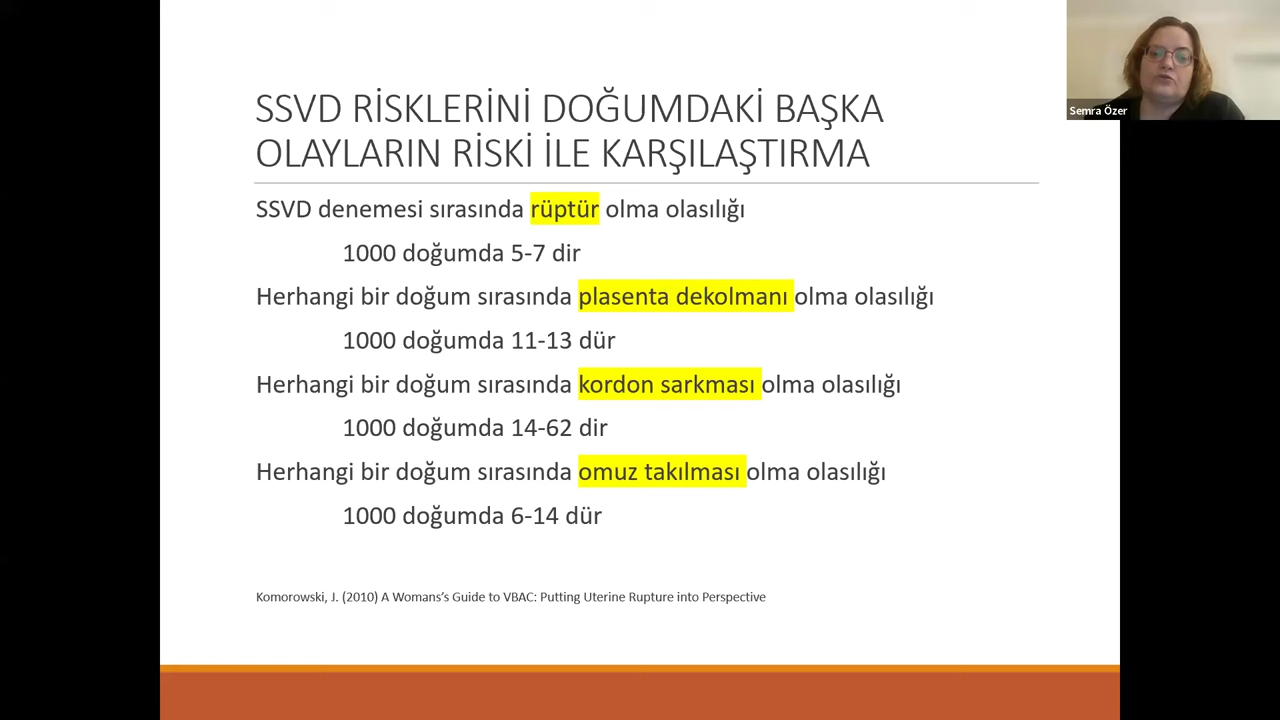 SSVD RİSKLERİNİ DOĞUMDAKİ BAŞKA
OLAYLARIN RİSKİ İLE KARŞILAŞTIRMA
SSVD denemesi sırasında rüptür olma olasılığı
1000 doğumda 5-7 dir
Herhangi bir doğum sırasında plasenta dekolmanı olma olasılığı
1000 doğumda 11-13 dür
Herhangi bir doğum sırasında kordon sarkması olma olasılığı
1000 doğumda 14-62 dir
Herhangi bir doğum sırasında omuz takılması olma olasılığı
1000 doğumda 6-14 dür
Komorowski, J. (2010) A Womans's Guide to VBAC: Putting Uterine Rupture into Perspective
Semra Özer